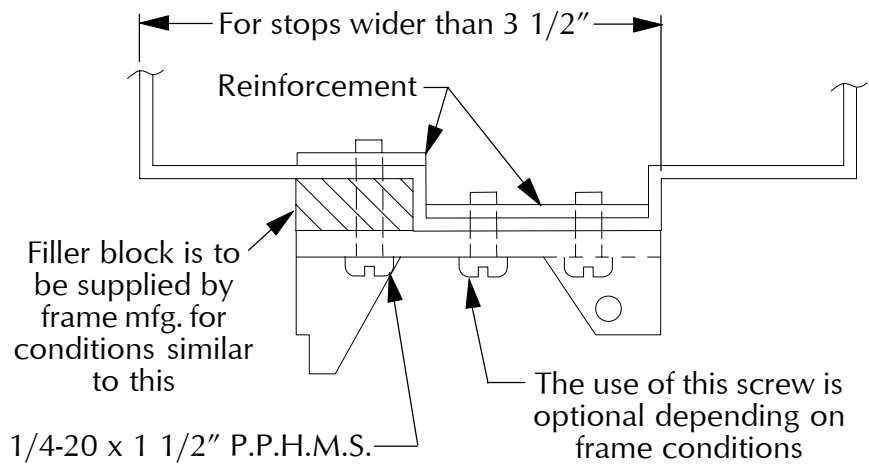 For stops wider than 3 1/2”
Reinforcement
Filler block is to
be supplied by
frame mfg. for
conditions similar
to this
The use of this screw is
optional depending on
frame conditions
1/4-20 x 1 1/2” P.P.H.M.S.